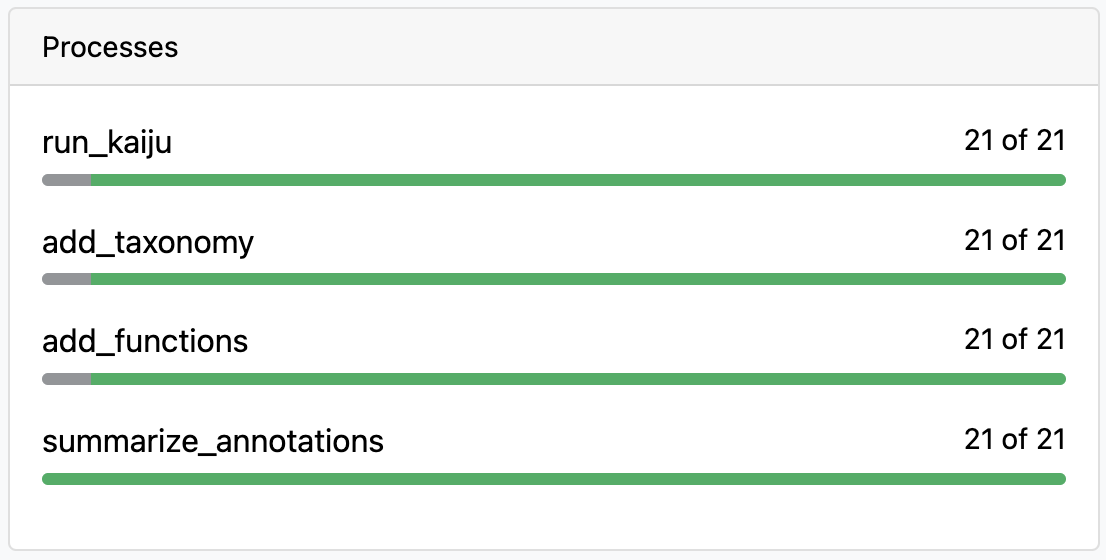 Processes
run_kaiju 21 of 21
add_taxonomy 21 of 21
add_functions 21 of 21
summarize_annotations 21 of 21